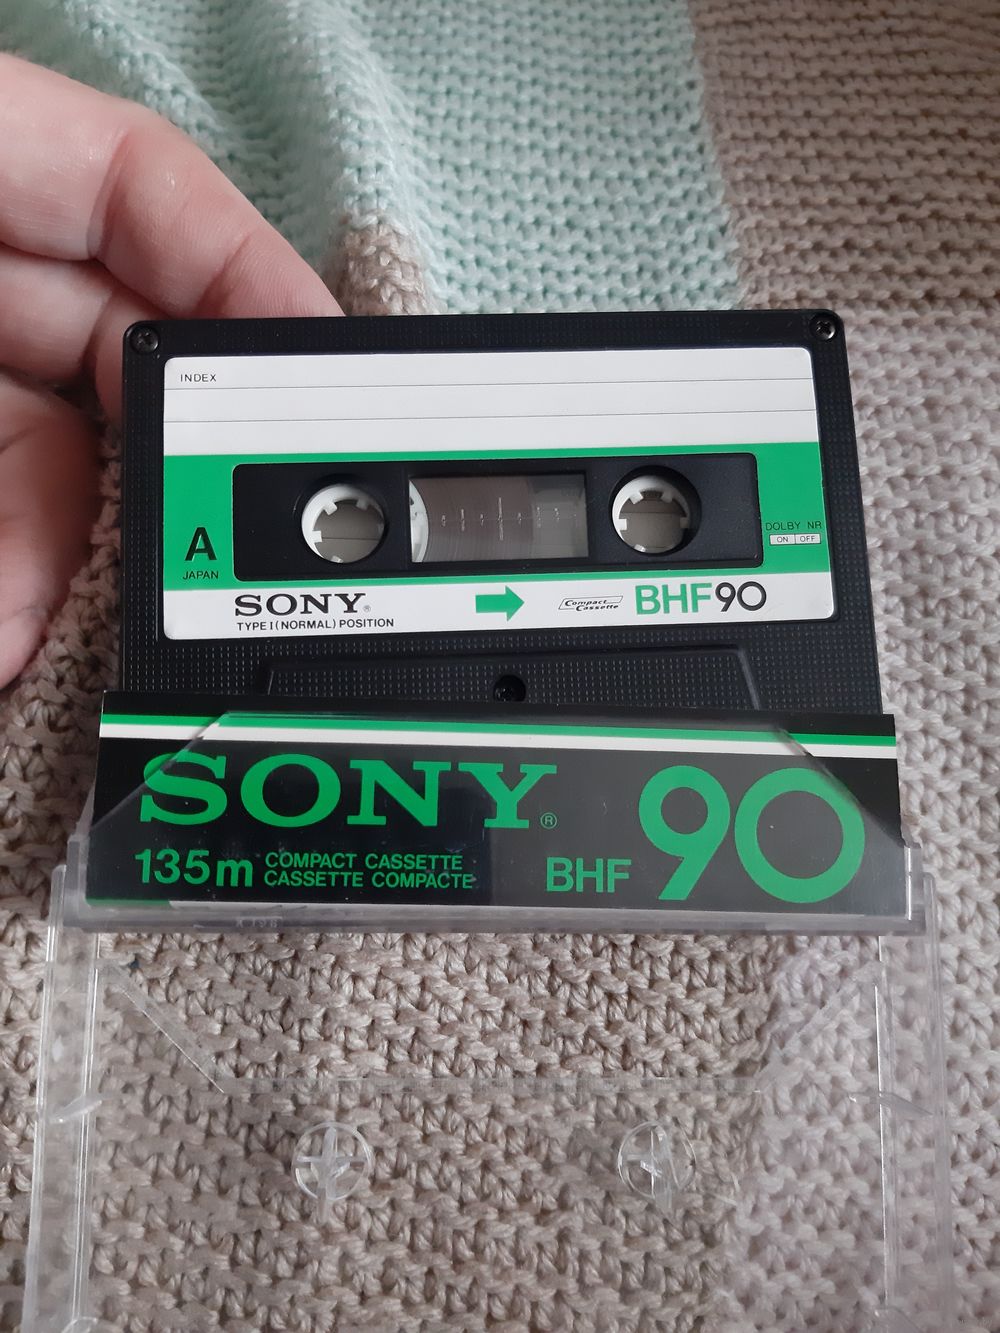 INDEX
A
JAPAN
DOLBY NR
ON OFF
SONY®
TYPE I (NORMAL) POSITION
Compact Cassette
BHF90
SONY®
135m
COMPACT CASSETTE
CASSETTE COMPACTE
BHF 90